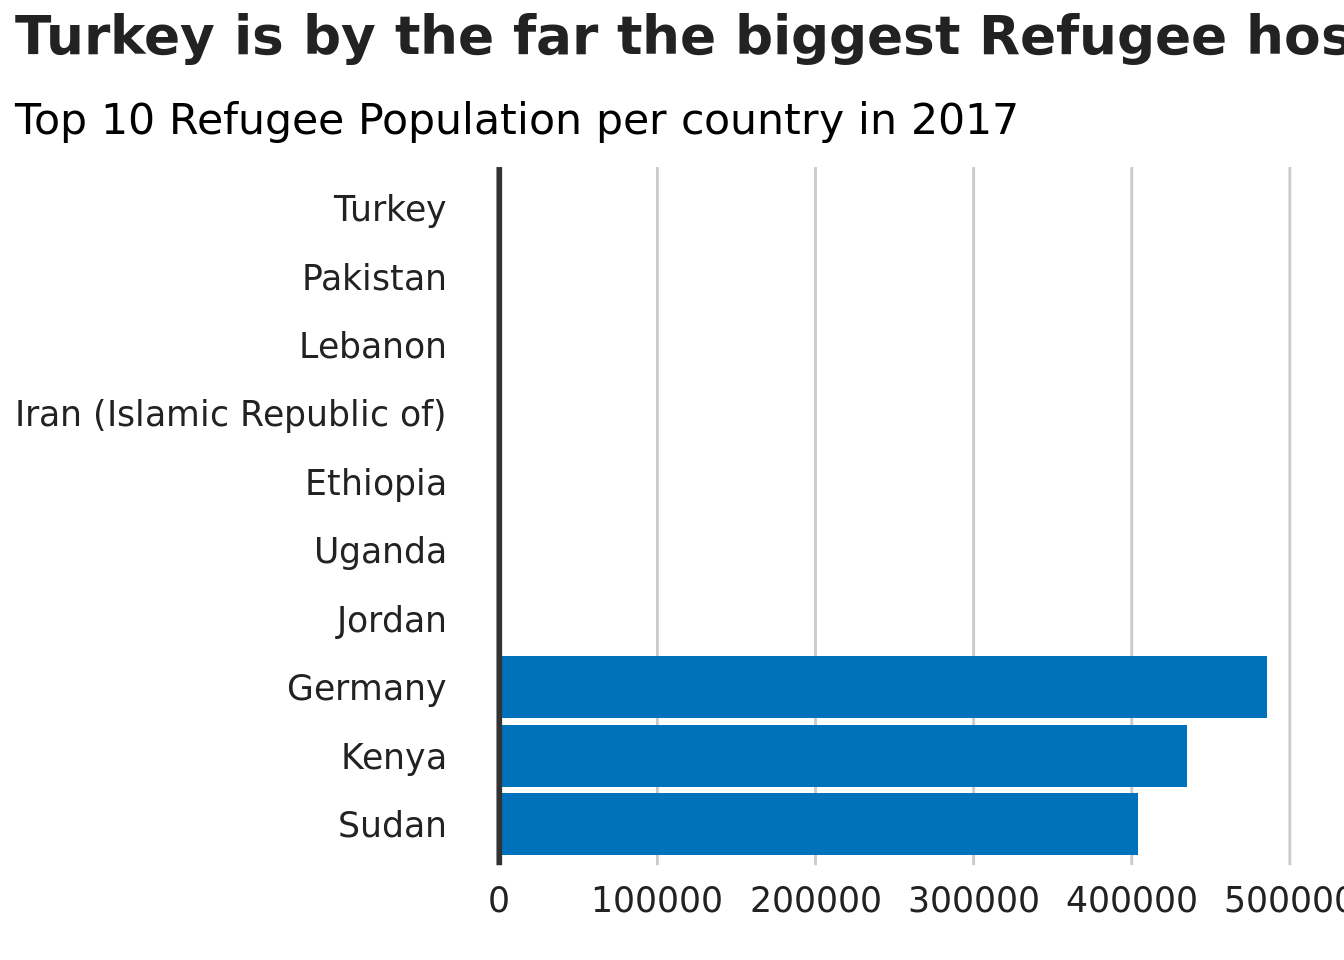 Turkey is by the far the biggest Refugee hos
Top 10 Refugee Population per country in 2017
Turkey
Pakistan
Lebanon
Iran (Islamic Republic of)
Ethiopia
Uganda
Jordan
Germany
Kenya
Sudan
0 100000 200000 300000 400000 500000